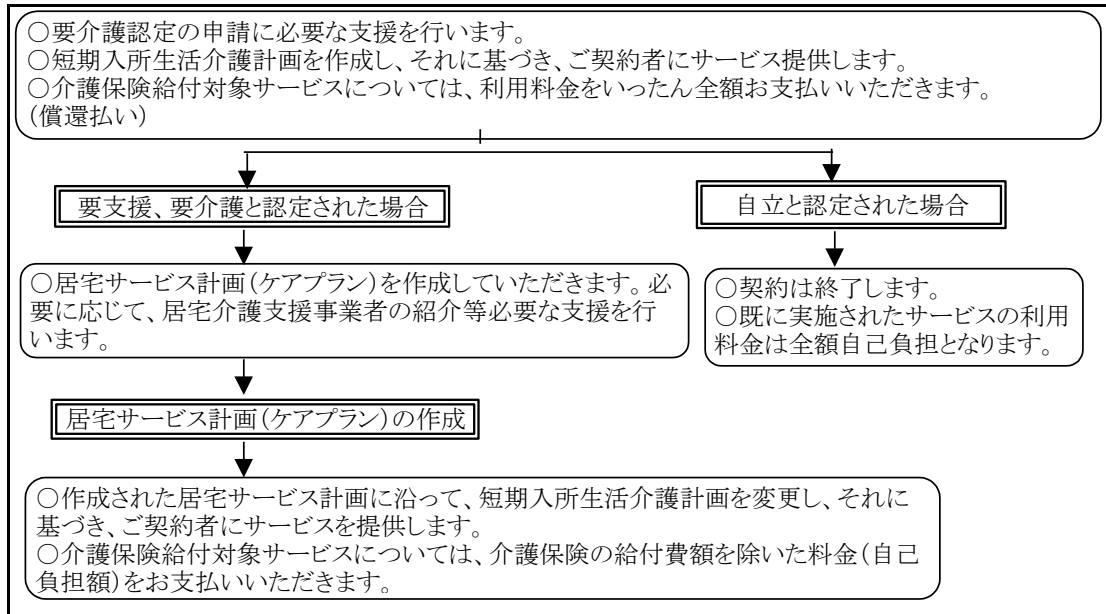 ○要介護認定の申請に必要な支援を行います。
○短期入所生活介護計画を作成し、それに基づき、ご契約者にサービス提供します。
○介護保険給付対象サービスについては、利用料金をいったん全額お支払いいただきます。
(償還払い)
要支援、要介護と認定された場合
自立と認定された場合
○居宅サービス計画(ケアプラン)を作成していただきます。必
要に応じて、居宅介護支援事業者の紹介等必要な支援を行
います。
○契約は終了します。
○既に実施されたサービスの利用
料金は全額自己負担となります。
居宅サービス計画(ケアプラン)の作成
○作成された居宅サービス計画に沿って、短期入所生活介護計画を変更し、それに
基づき、ご契約者にサービスを提供します。
○介護保険給付対象サービスについては、介護保険の給付費額を除いた料金(自己
負担額)をお支払いいただきます。